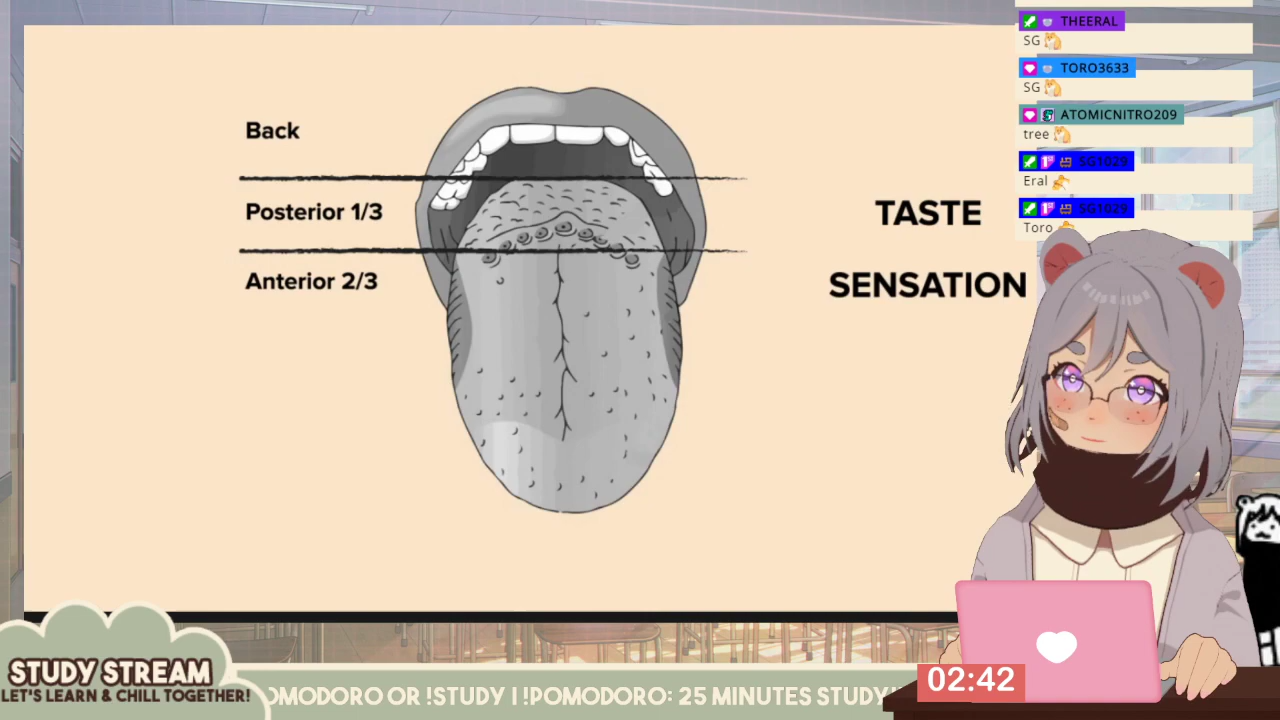 Back
Posterior 1/3
Anterior 2/3
TASTE
SENSATION
THEERAL
SG
TORO3633
SG
ATOMICNITRO209
tree
SG1029
Eral
SG1029
Toro
STUDY STREAM
LET'S LEARN & CHILL TOGETHER!
OMODORO OR !STUDY | !POMODORO: 25 MINUTES STUDY/
02:42